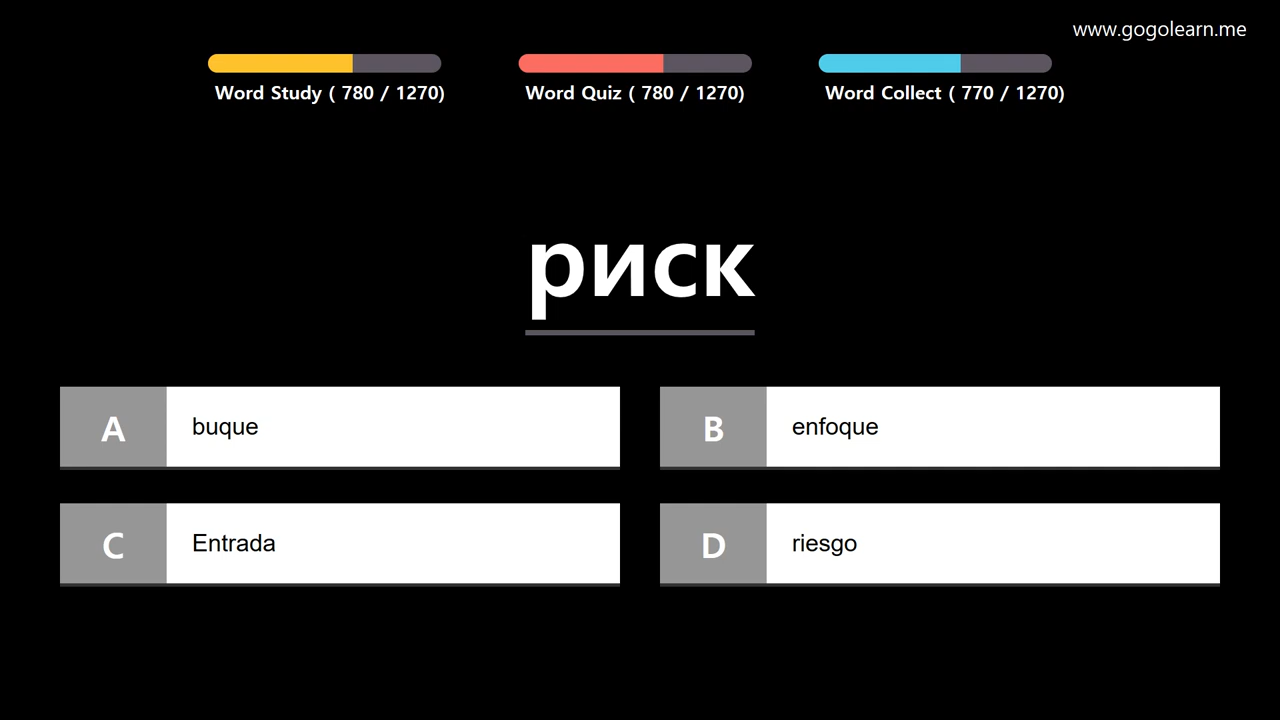 www.gogolearn.me
Word Study ( 780 / 1270)
Word Quiz ( 780 / 1270)
Word Collect ( 770 / 1270)
риск
A buque
B enfoque
C Entrada
D riesgo